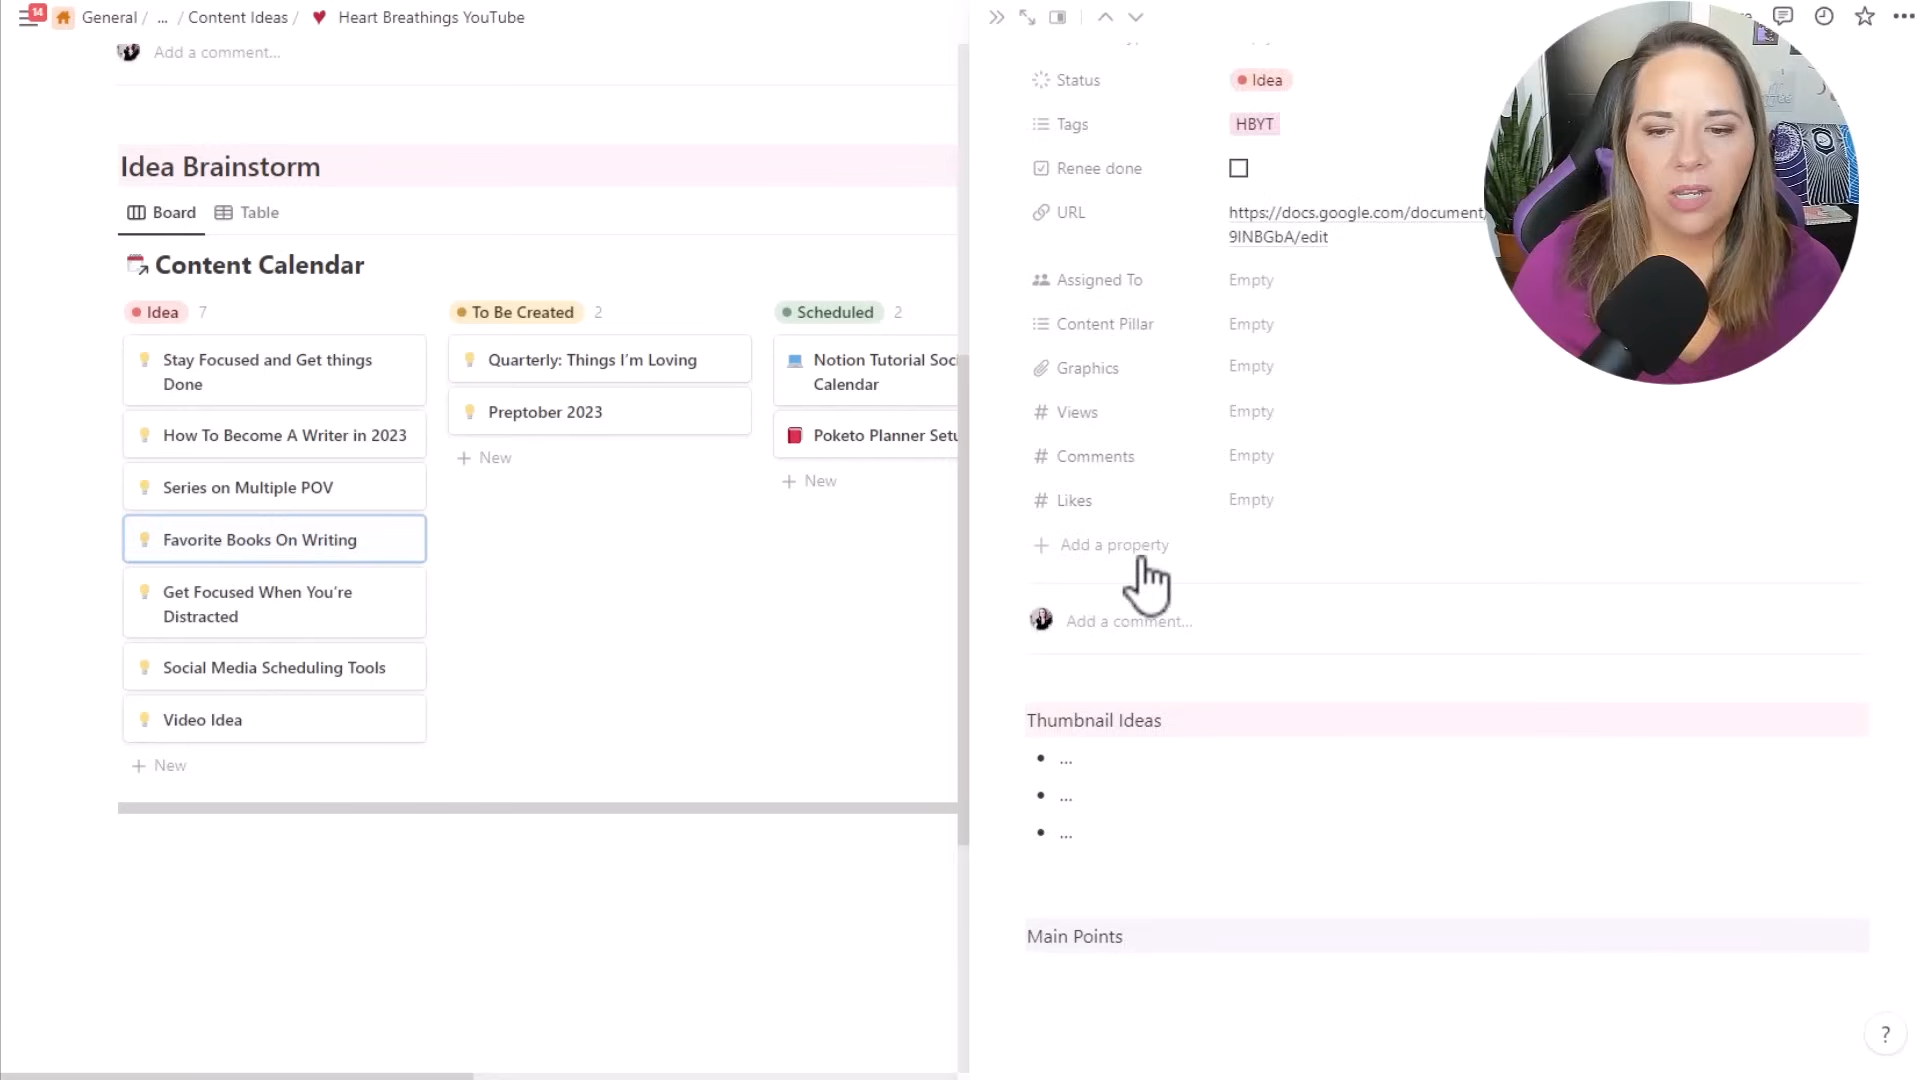 14
General / ... / Content Ideas / Heart Breathings YouTube
Add a comment...
Idea Brainstorm
Board Table
Content Calendar
Idea 7
To Be Created 2
Scheduled 2
Stay Focused and Get things
Done
How To Become A Writer in 2023
Series on Multiple POV
Favorite Books On Writing
Get Focused When You're
Distracted
Social Media Scheduling Tools
Video Idea
+ New
Quarterly: Things I'm Loving
Preptober 2023
+ New
Notion Tutorial Soc
Calendar
Poketo Planner Setu
+ New
Status Idea
Tags HBYT
Renee done
URL https://docs.google.com/document/
9INBGbA/edit
Assigned To Empty
Content Pillar Empty
Graphics Empty
# Views Empty
# Comments Empty
# Likes Empty
+ Add a property
Add a comment...
Thumbnail Ideas
• ...
• ...
• ...
Main Points
?